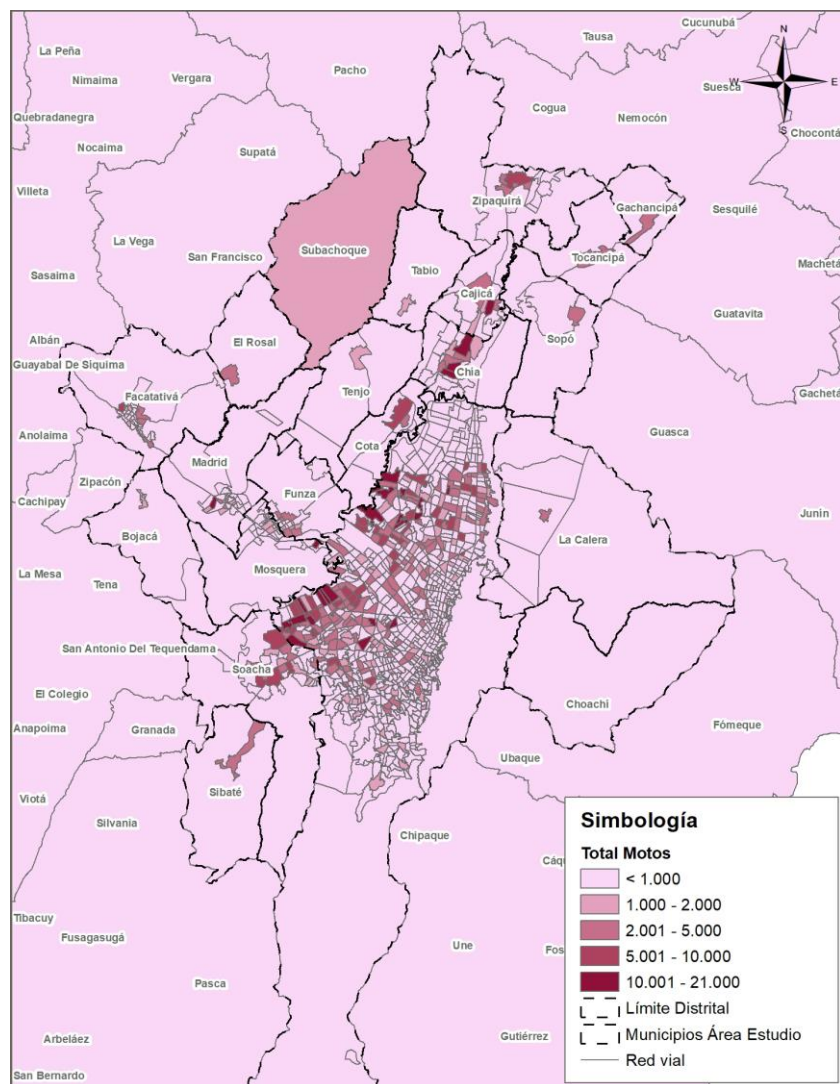 Cucunubá
Tausa
La Peña
Pacho
N
Nimaima
Vergara
W
E
Suesca
Cogua
S
Quebradanegra
Nemocón
Chocontá
Nocaima
Supatá
Villeta
Zipaquirá
Gachancipá
Sesquilé
La Vega
Subachoque
San Francisco
Tocancipá
Tabio
Machetá
Sasaima
Cajicá
Guatavita
Albán
El Rosal
Sopó
Guayabal De Síquima
Chia
Gachetá
Facatativá
Tenjo
Anolaima
Cota
Guasca
Madrid
Zipacón
Funza
Cachipay
Junín
Bojacá
La Calera
Mosquera
La Mesa
Tena
San Antonio Del Tequendama
Soacha
El Colegio
Choachi
Anapoima
Granada
Fómeque
Ubaque
Sibaté
Viotá
Silvania
Chipaque
Tibacuy
Fusagasugá
Une
Pasca
Arbeláez
Gutiérrez
San Bernardo
Simbología
Total Motos
< 1.000
1.000 - 2.000
2.001 - 5.000
5.001 - 10.000
10.001 - 21.000
Límite Distrital
Municipios Área Estudio
Red vial